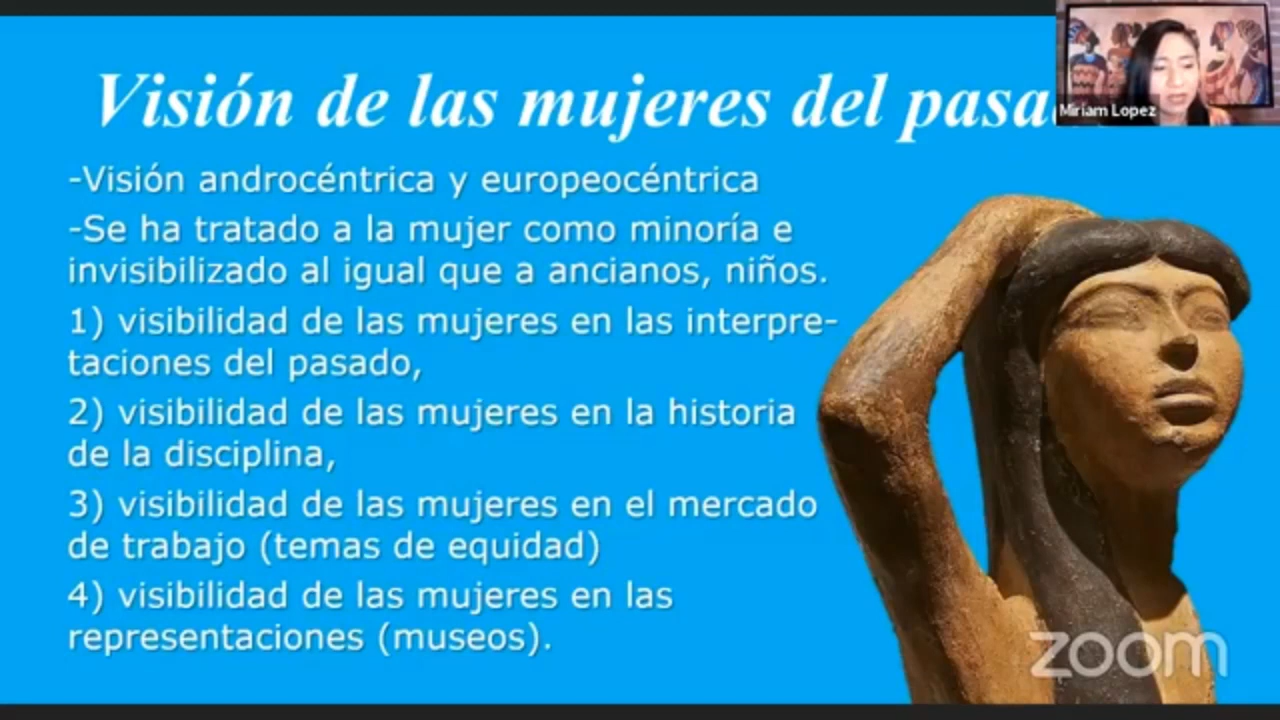 Visión de las mujeres del pasa
Miriam Lopez
-Visión androcéntrica y europeocéntrica
-Se ha tratado a la mujer como minoría e
invisibilizado al igual que a ancianos, niños.
1) visibilidad de las mujeres en las interpre-
taciones del pasado,
2) visibilidad de las mujeres en la historia
de la disciplina,
3) visibilidad de las mujeres en el mercado
de trabajo (temas de equidad)
4) visibilidad de las mujeres en las
representaciones (museos).
zoom